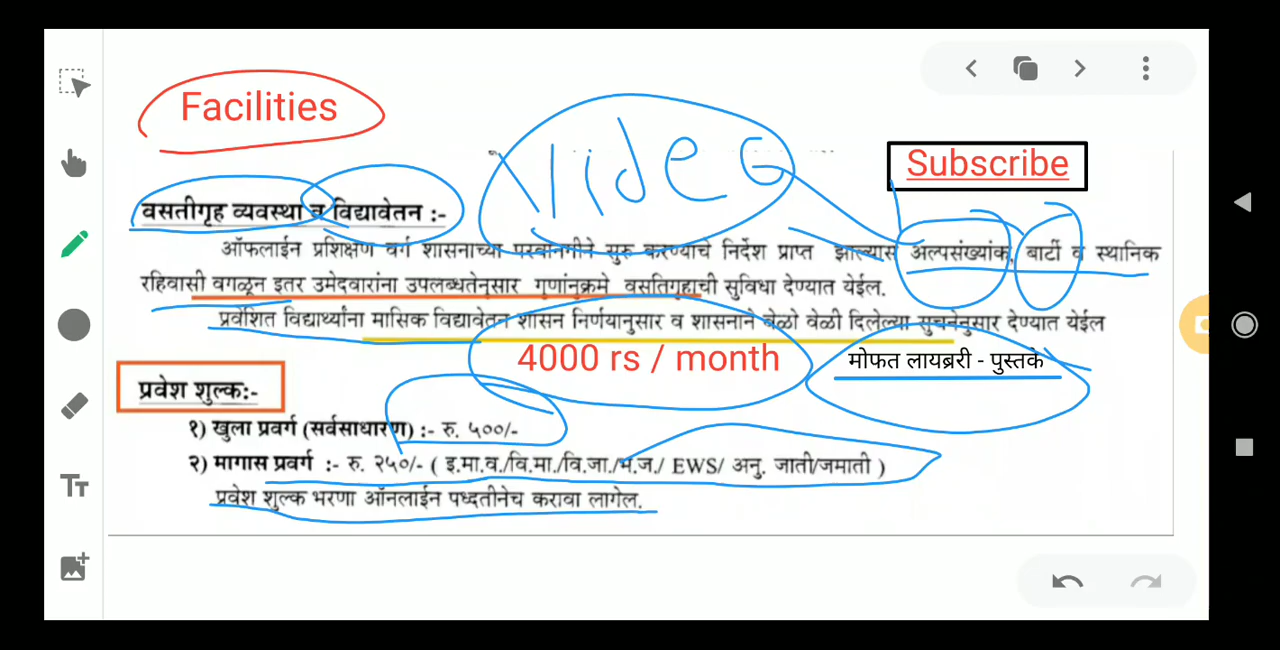 Facilities
Video
Subscribe
वसतीगृह व्यवस्था व विद्यावेतन :-
ऑफलाईन प्रशिक्षण वर्ग शासनाच्या परवानगीने सुरु करण्याचे निर्देश प्राप्त झाल्यास अल्पसंख्यांक, बार्टी व स्थानिक
रहिवासी वगळून इतर उमेदवारांना उपलब्धतेनुसार गुणांनुक्रमे वसतिगृहाची सुविधा देण्यात येईल.
प्रवेशित विद्यार्थ्यांना मासिक विद्यावेतन शासन निर्णयानुसार व शासनाने वेळो वेळी दिलेल्या सुचनेनुसार देण्यात येईल
4000 rs / month
मोफत लायब्ररी - पुस्तके
प्रवेश शुल्क:-
१) खुला प्रवर्ग (सर्वसाधारण) :- रु. ५००/-
२) मागास प्रवर्ग :- रु. २५०/- ( इ.मा.व./वि.मा./वि.जा./भ.ज./ EWS/ अनु. जाती/जमाती )
प्रवेश शुल्क भरणा ऑनलाईन पध्दतीनेच करावा लागेल.
Tт